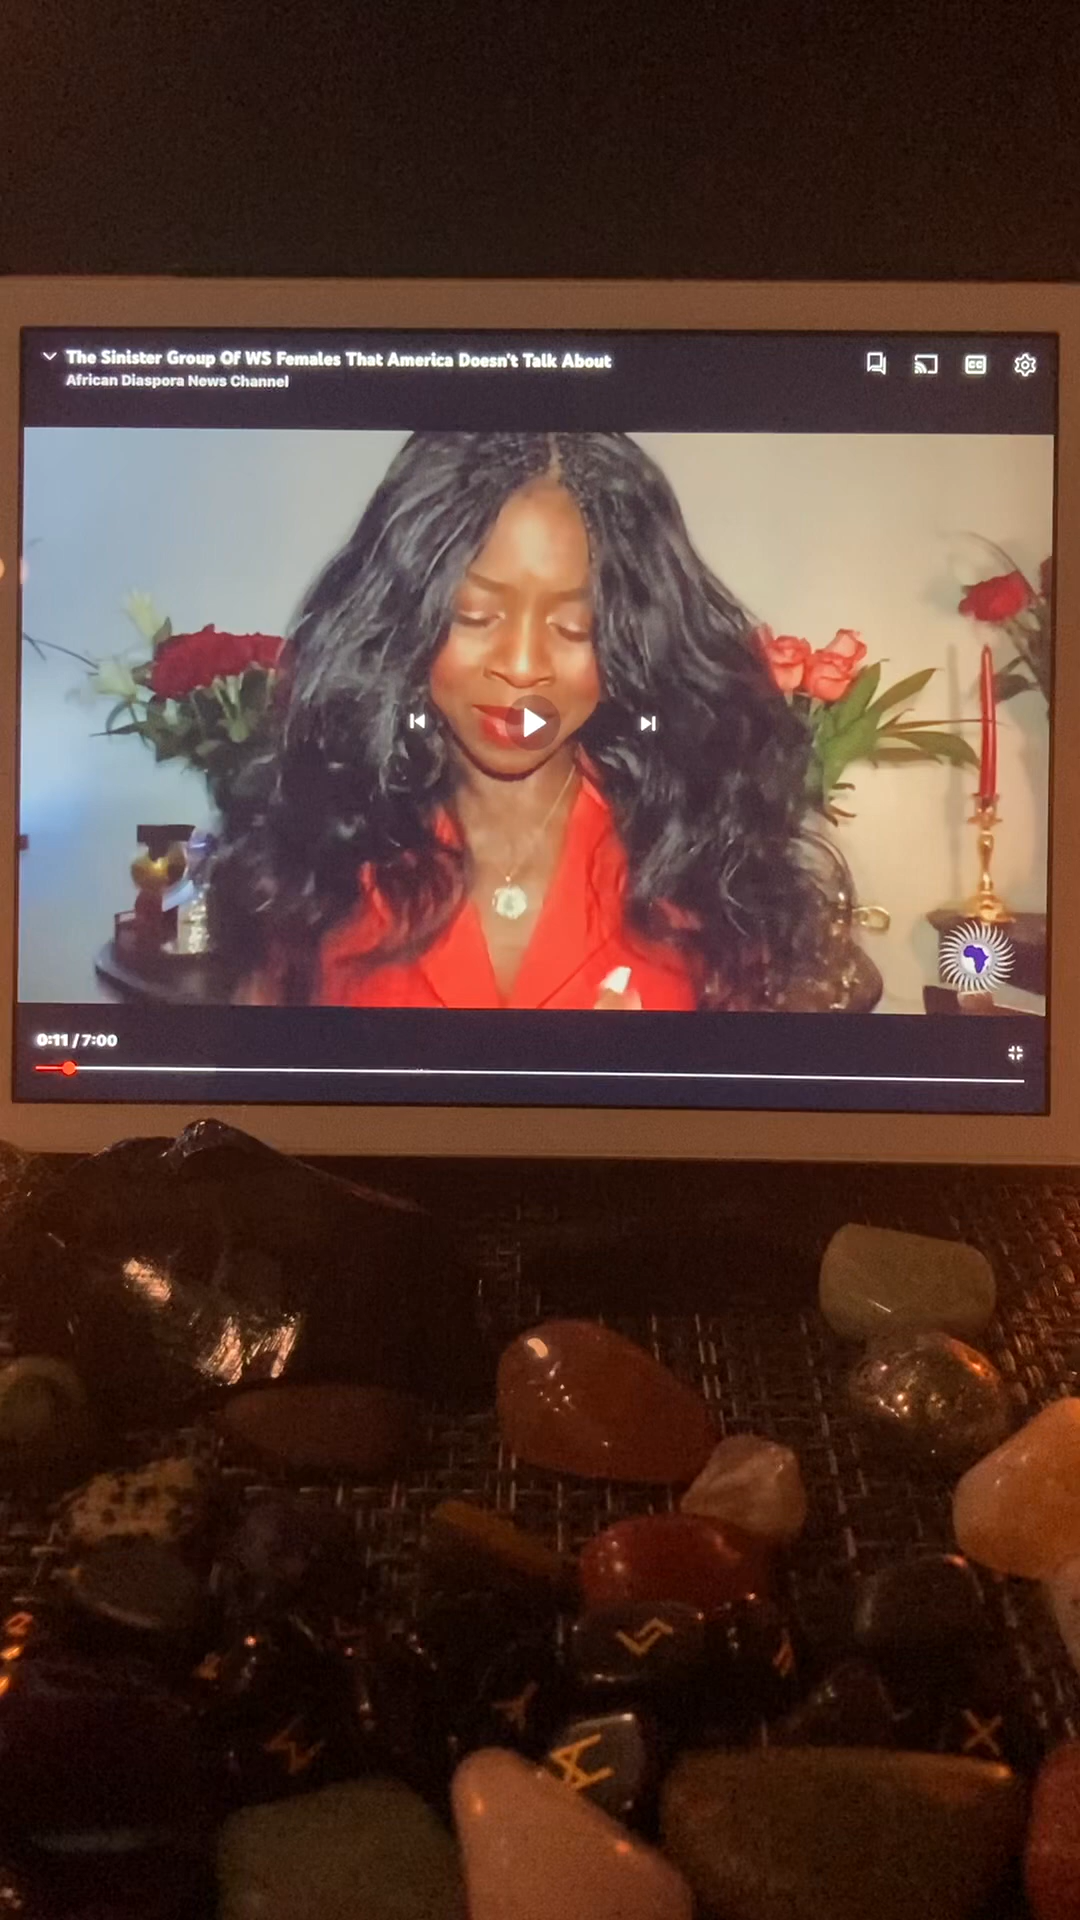 The Sinister Group Of WS Females That America Doesn't Talk About
African Diaspora News Channel
CC
0:11 / 7:00